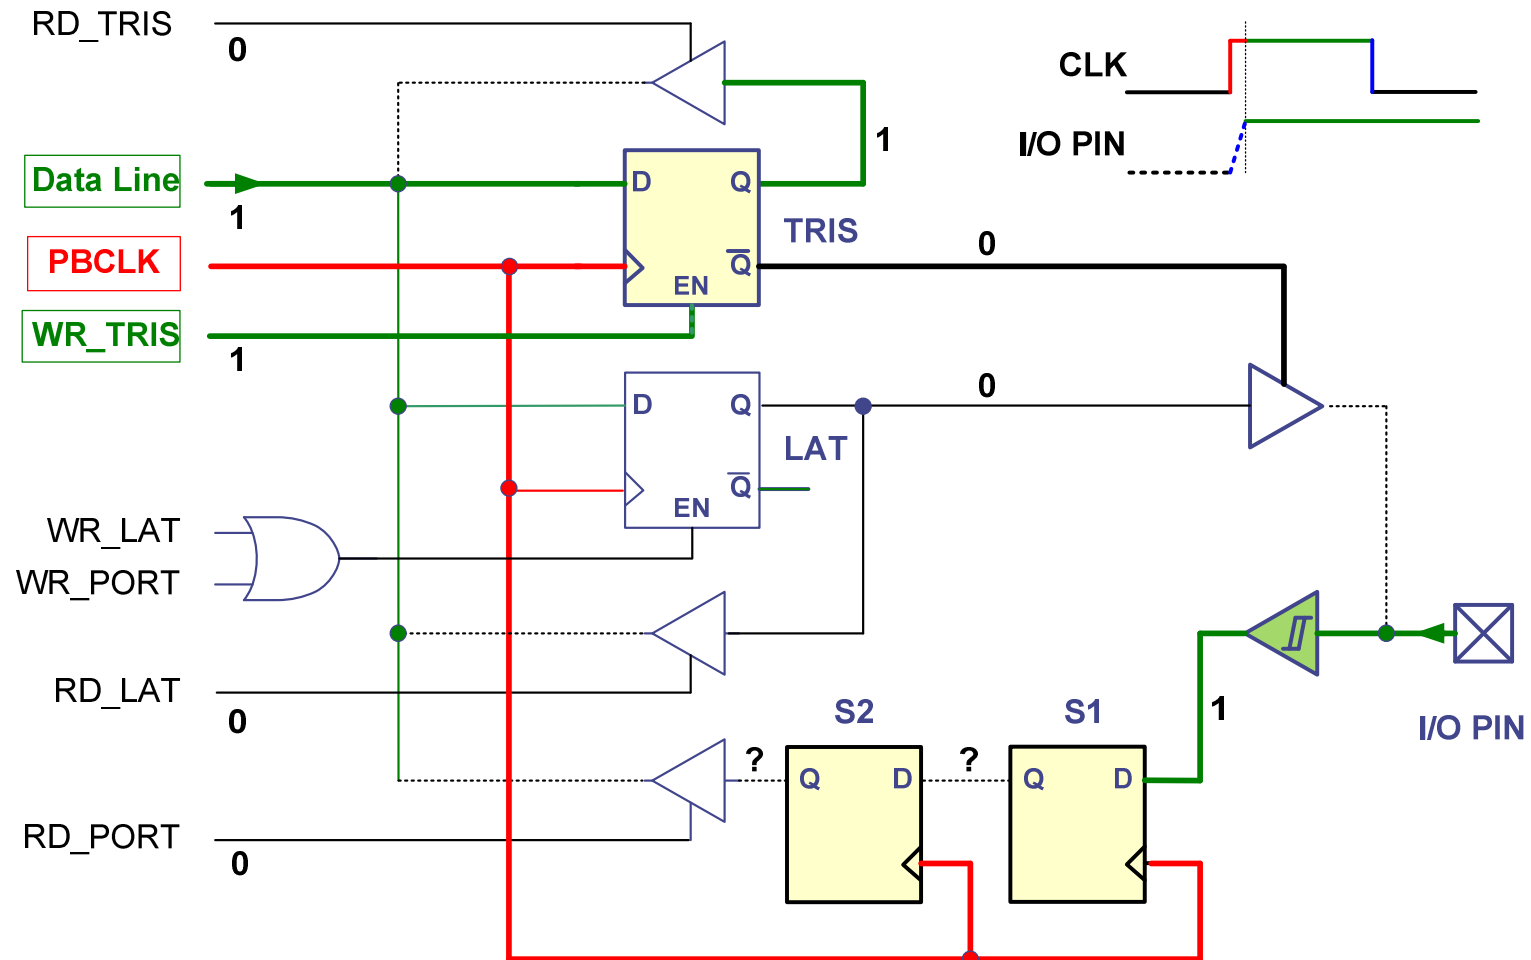 RD_TRIS
0
CLK
I/O PIN
1
Data Line
1
D Q
TRIS
PBCLK
Q
0
EN
WR_TRIS
1
D Q
0
LAT
Q
EN
WR_LAT
WR_PORT
RD_LAT
0
S2
S1
1
I/O PIN
?
?
Q D
Q D
RD_PORT
0